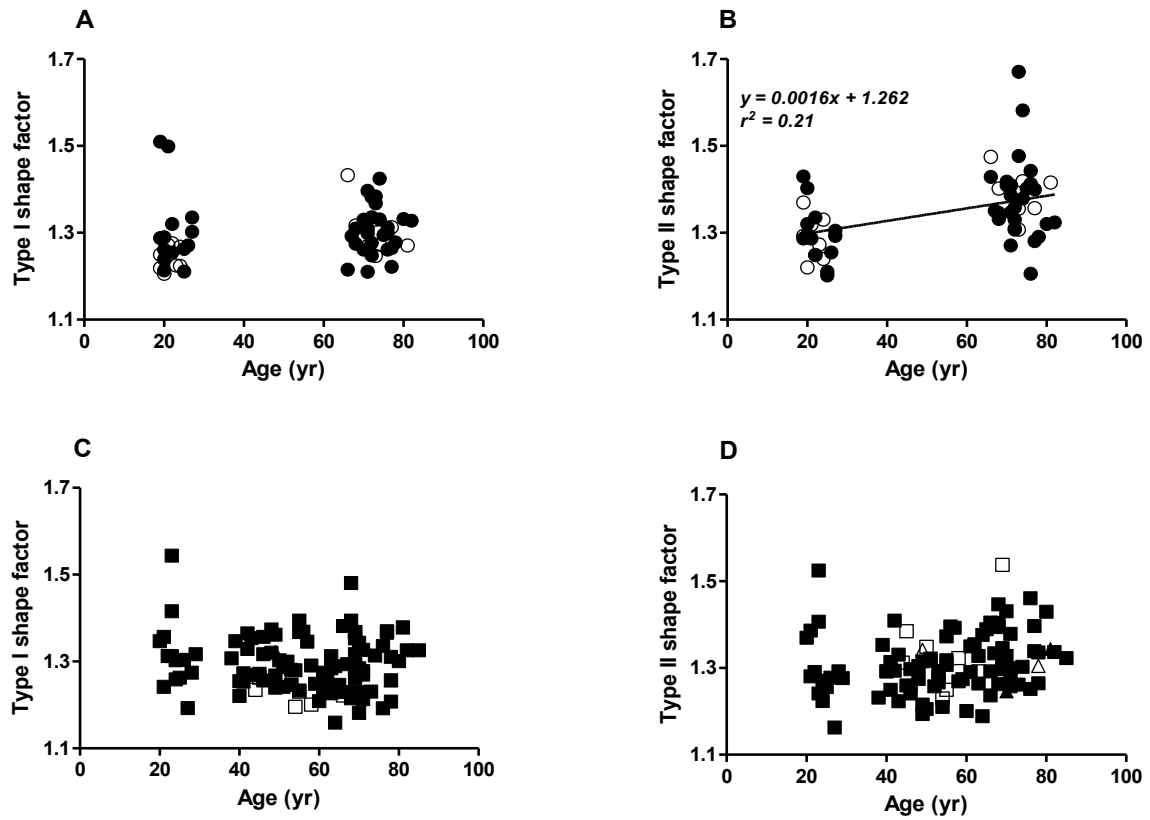 A
1.7
1.5
1.3
1.1
Type I shape factor
0 20 40 60 80 100
Age (yr)
B
1.7
1.5
1.3
1.1
Type II shape factor
y = 0.0016x + 1.262
r² = 0.21
0 20 40 60 80 100
Age (yr)
C
1.7
1.5
1.3
1.1
Type I shape factor
0 20 40 60 80 100
Age (yr)
D
1.7
1.5
1.3
1.1
Type II shape factor
0 20 40 60 80 100
Age (yr)